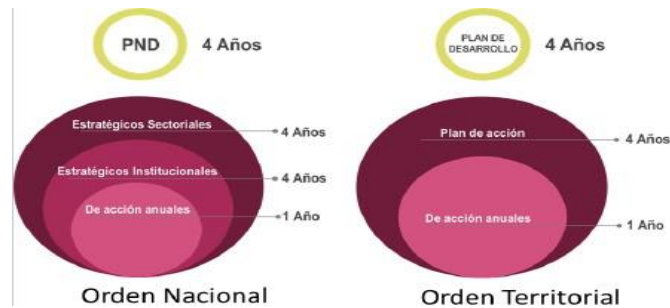 PND
4 Años
Estratégicos Sectoriales
4 Años
Estratégicos Institucionales
4 Años
De acción anuales
1 Año
Orden Nacional
PLAN DE
DESARROLLO
4 Años
Plan de acción
4 Años
De acción anuales
1 Año
Orden Territorial